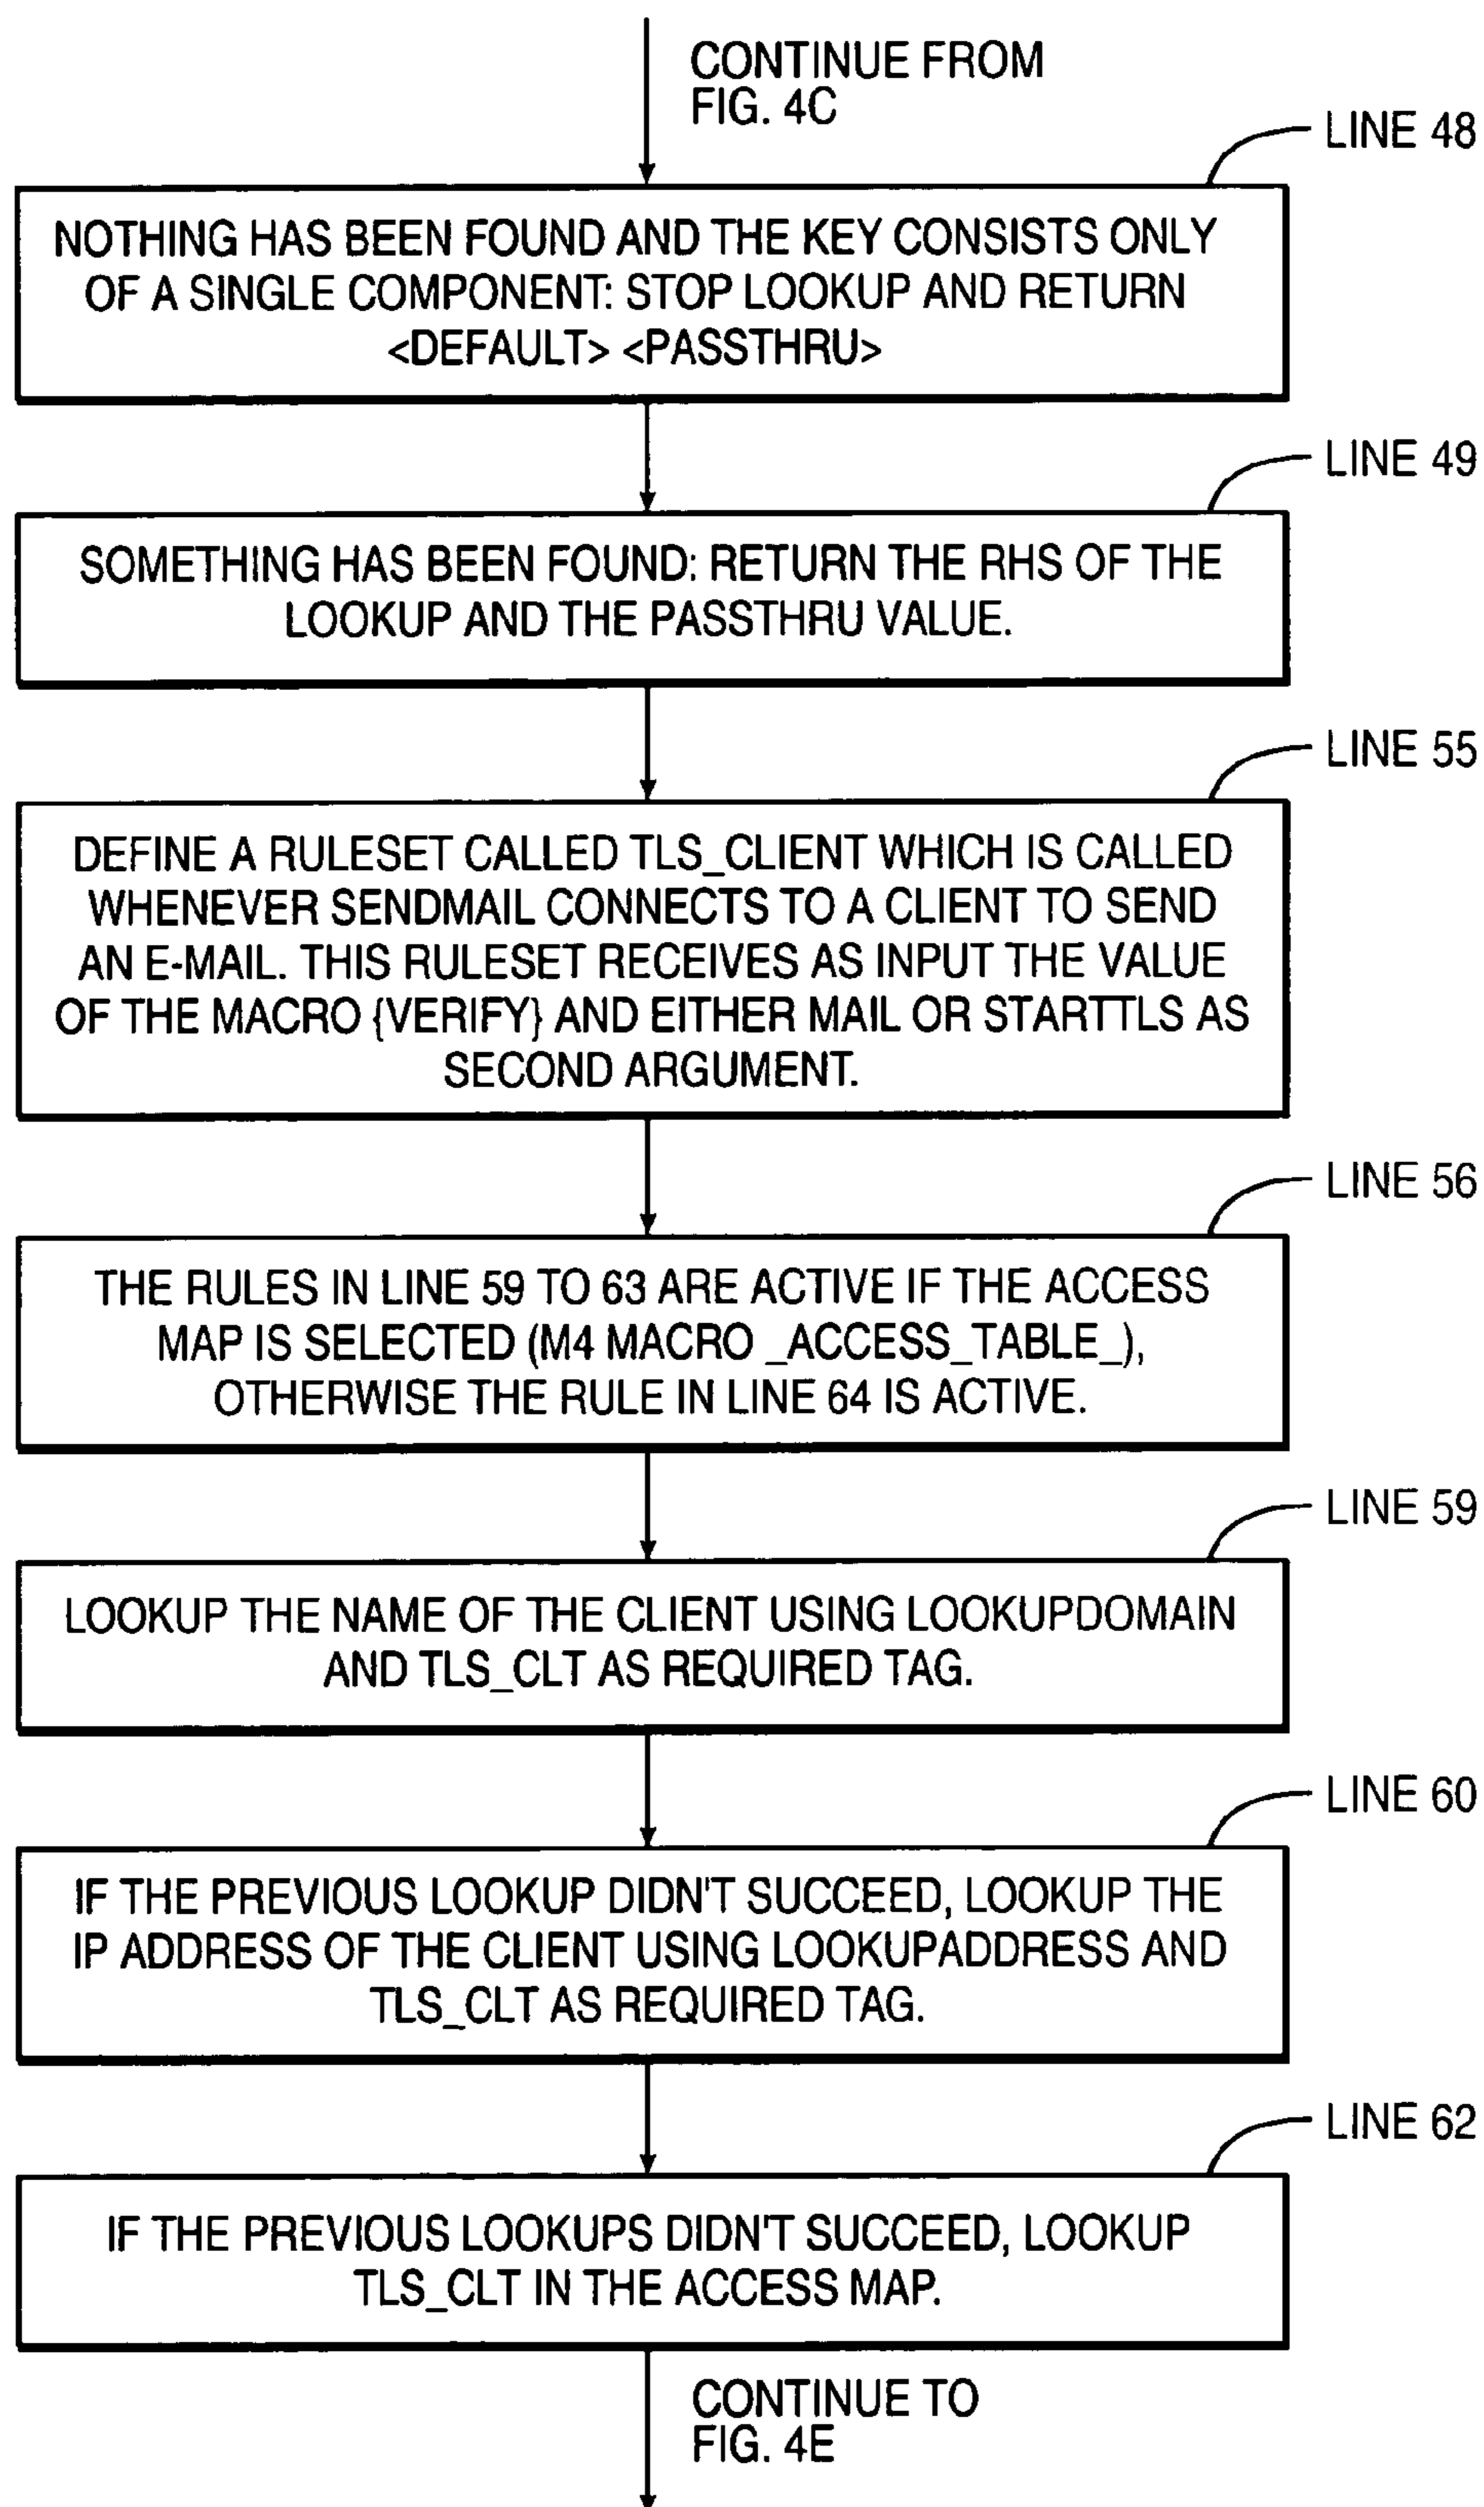 CONTINUE FROM
FIG. 4C
LINE 48
NOTHING HAS BEEN FOUND AND THE KEY CONSISTS ONLY
OF A SINGLE COMPONENT: STOP LOOKUP AND RETURN
<DEFAULT> <PASSTHRU>
LINE 49
SOMETHING HAS BEEN FOUND: RETURN THE RHS OF THE
LOOKUP AND THE PASSTHRU VALUE.
LINE 55
DEFINE A RULESET CALLED TLS_CLIENT WHICH IS CALLED
WHENEVER SENDMAIL CONNECTS TO A CLIENT TO SEND
AN E-MAIL. THIS RULESET RECEIVES AS INPUT THE VALUE
OF THE MACRO {VERIFY} AND EITHER MAIL OR STARTTLS AS
SECOND ARGUMENT.
LINE 56
THE RULES IN LINE 59 TO 63 ARE ACTIVE IF THE ACCESS
MAP IS SELECTED (M4 MACRO _ACCESS_TABLE_),
OTHERWISE THE RULE IN LINE 64 IS ACTIVE.
LINE 59
LOOKUP THE NAME OF THE CLIENT USING LOOKUPDOMAIN
AND TLS_CLT AS REQUIRED TAG.
LINE 60
IF THE PREVIOUS LOOKUP DIDN'T SUCCEED, LOOKUP THE
IP ADDRESS OF THE CLIENT USING LOOKUPADDRESS AND
TLS_CLT AS REQUIRED TAG.
LINE 62
IF THE PREVIOUS LOOKUPS DIDN'T SUCCEED, LOOKUP
TLS_CLT IN THE ACCESS MAP.
CONTINUE TO
FIG. 4E